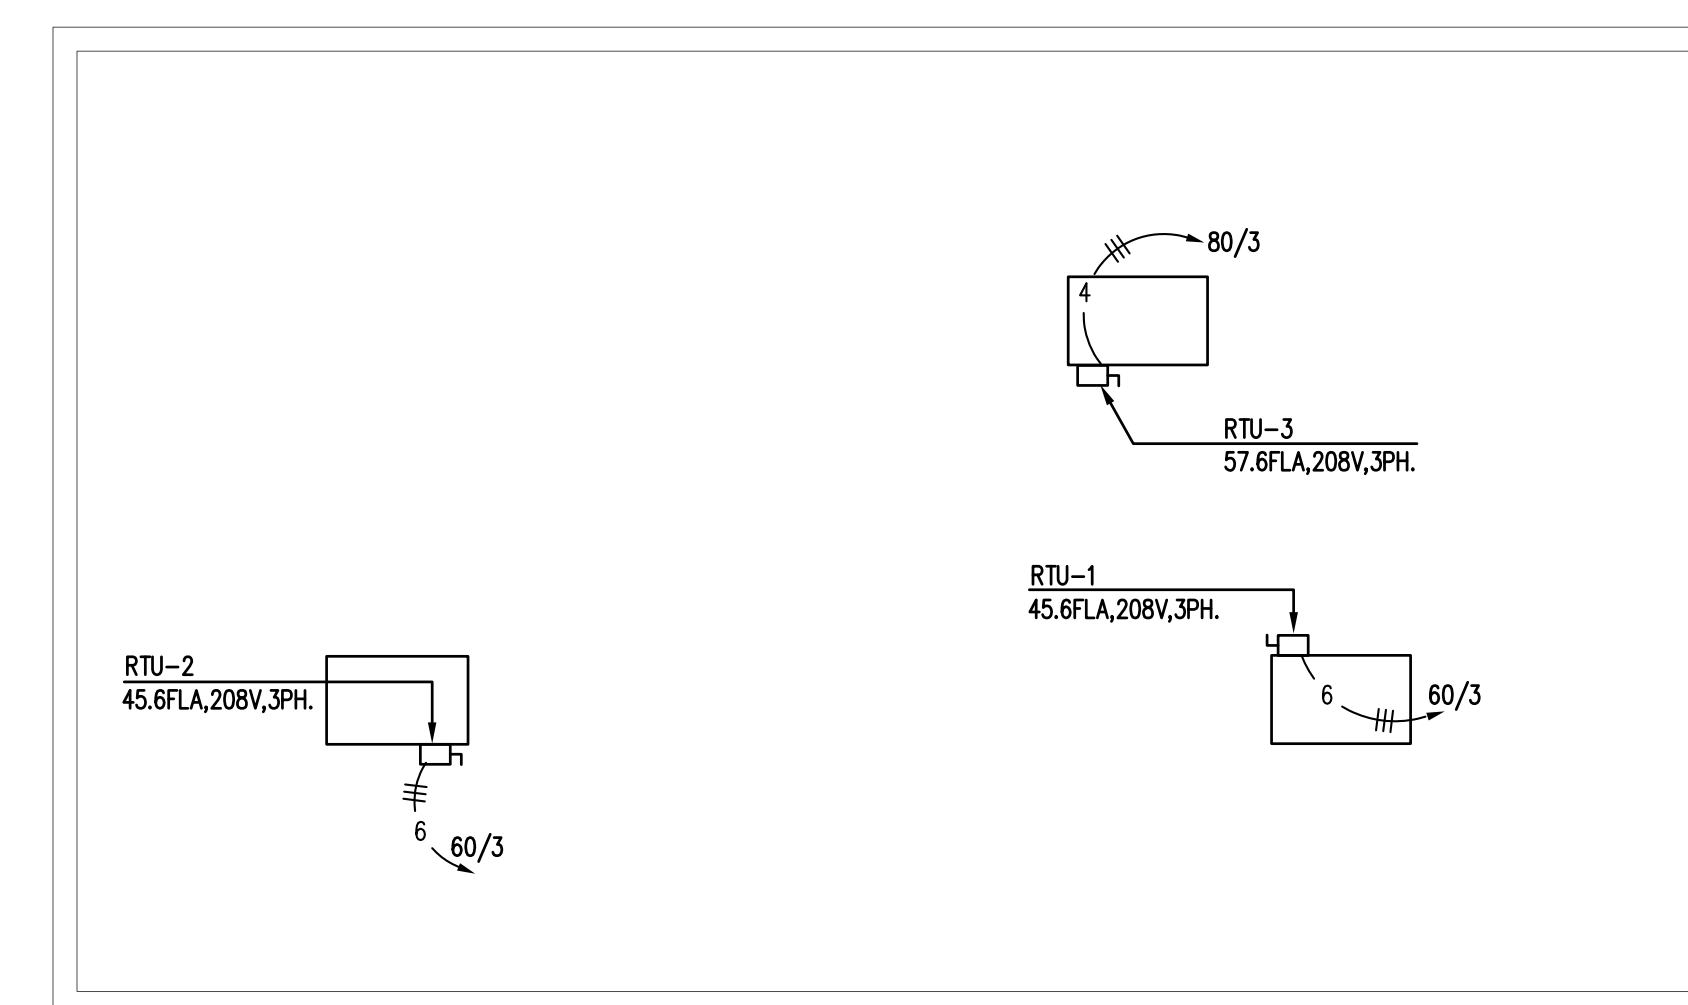 80/3
4
RTU-3
57.6FLA,208V,3PH.
RTU-1
45.6FLA,208V,3PH.
6
60/3
RTU-2
45.6FLA,208V,3PH.
6
60/3